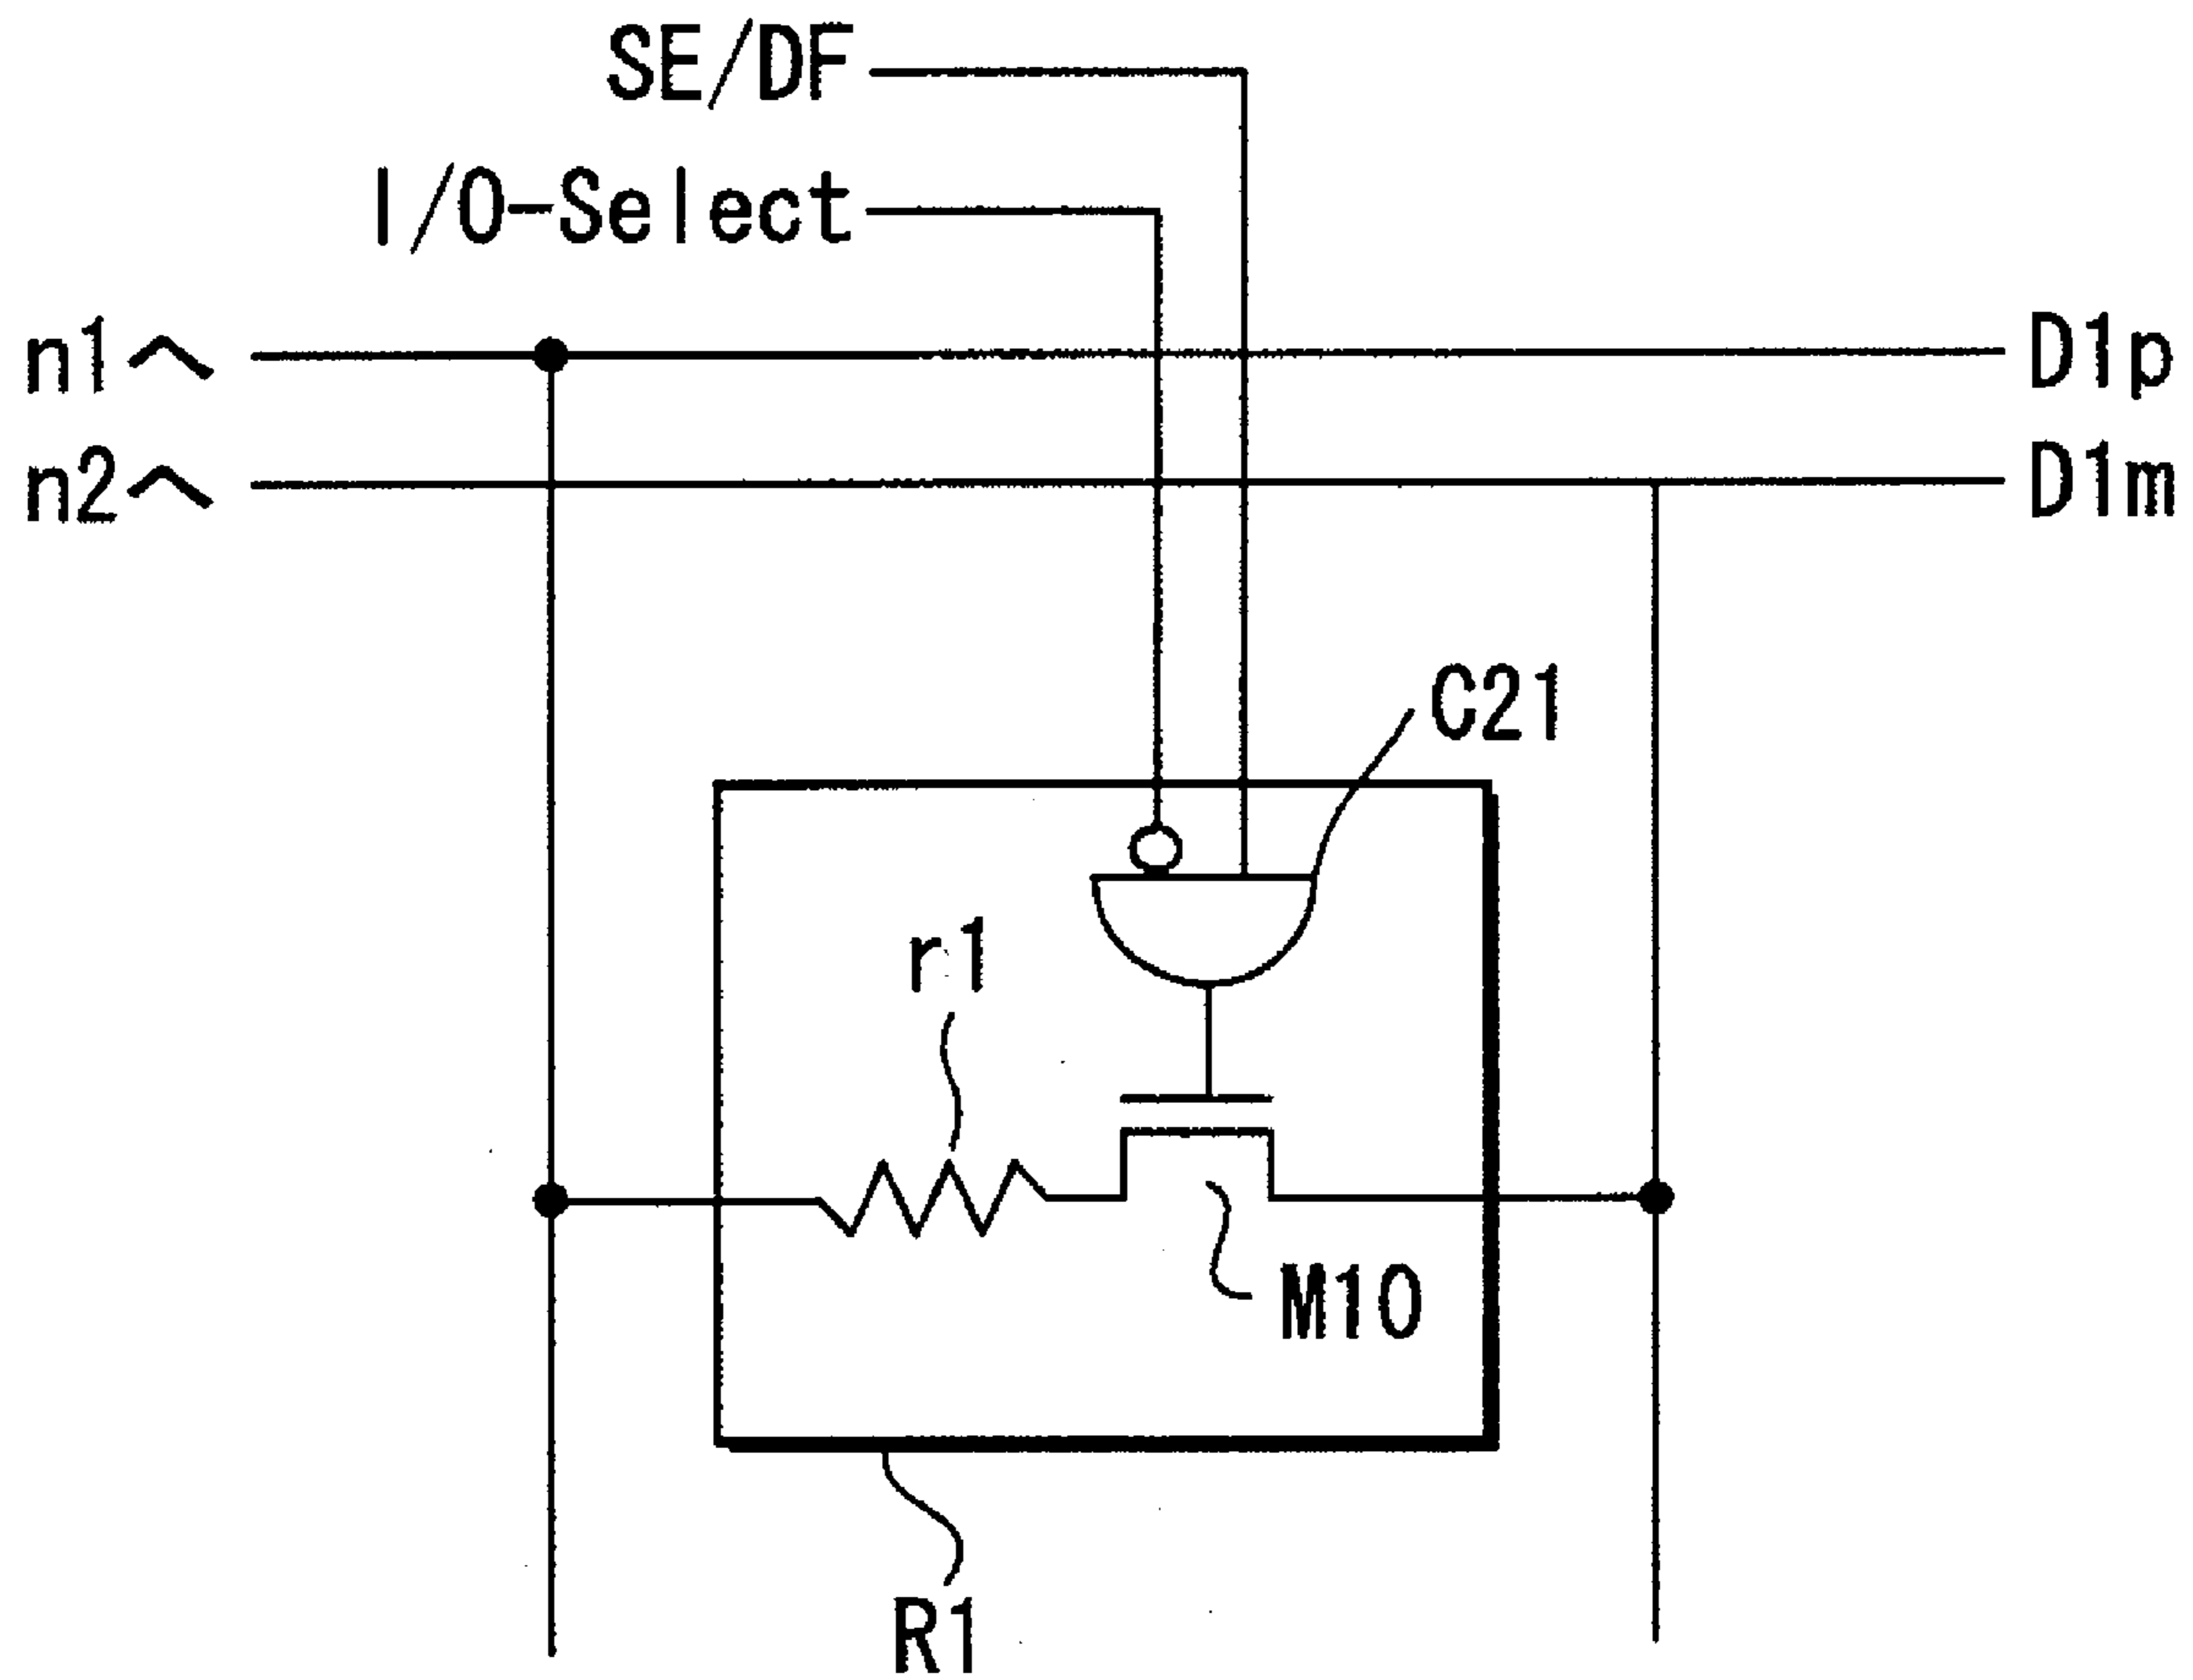 SE/DF
I/O-Select
n1へ
D1p
n2へ
D1m
C21
r1
M10
R1